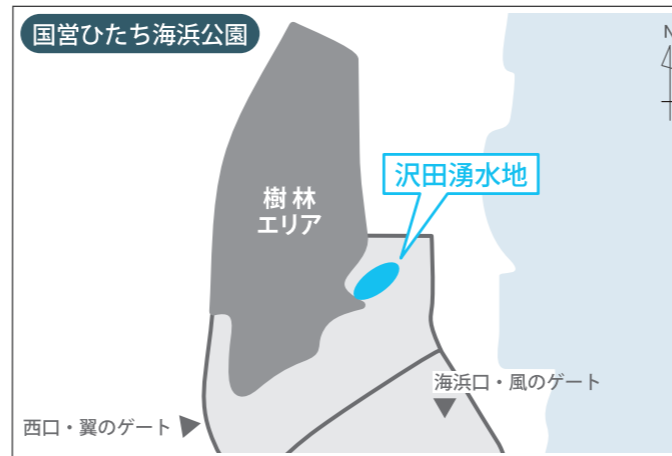 国営ひたち海浜公園
N
沢田湧水地
樹林
エリア
海浜口・風のゲート
西口・翼のゲート